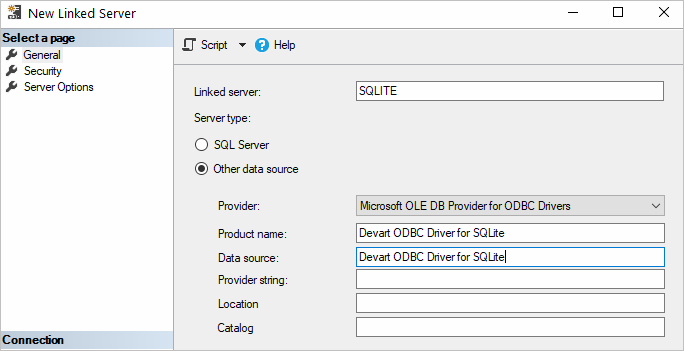 New Linked Server
Select a page
General
Security
Server Options
Connection
Script
Help
Linked server:
SQLITE
Server type:
SQL Server
Other data source
Provider:
Microsoft OLE DB Provider for ODBC Drivers
Product name:
Devart ODBC Driver for SQLite
Data source:
Devart ODBC Driver for SQLite
Provider string:
Location
Catalog